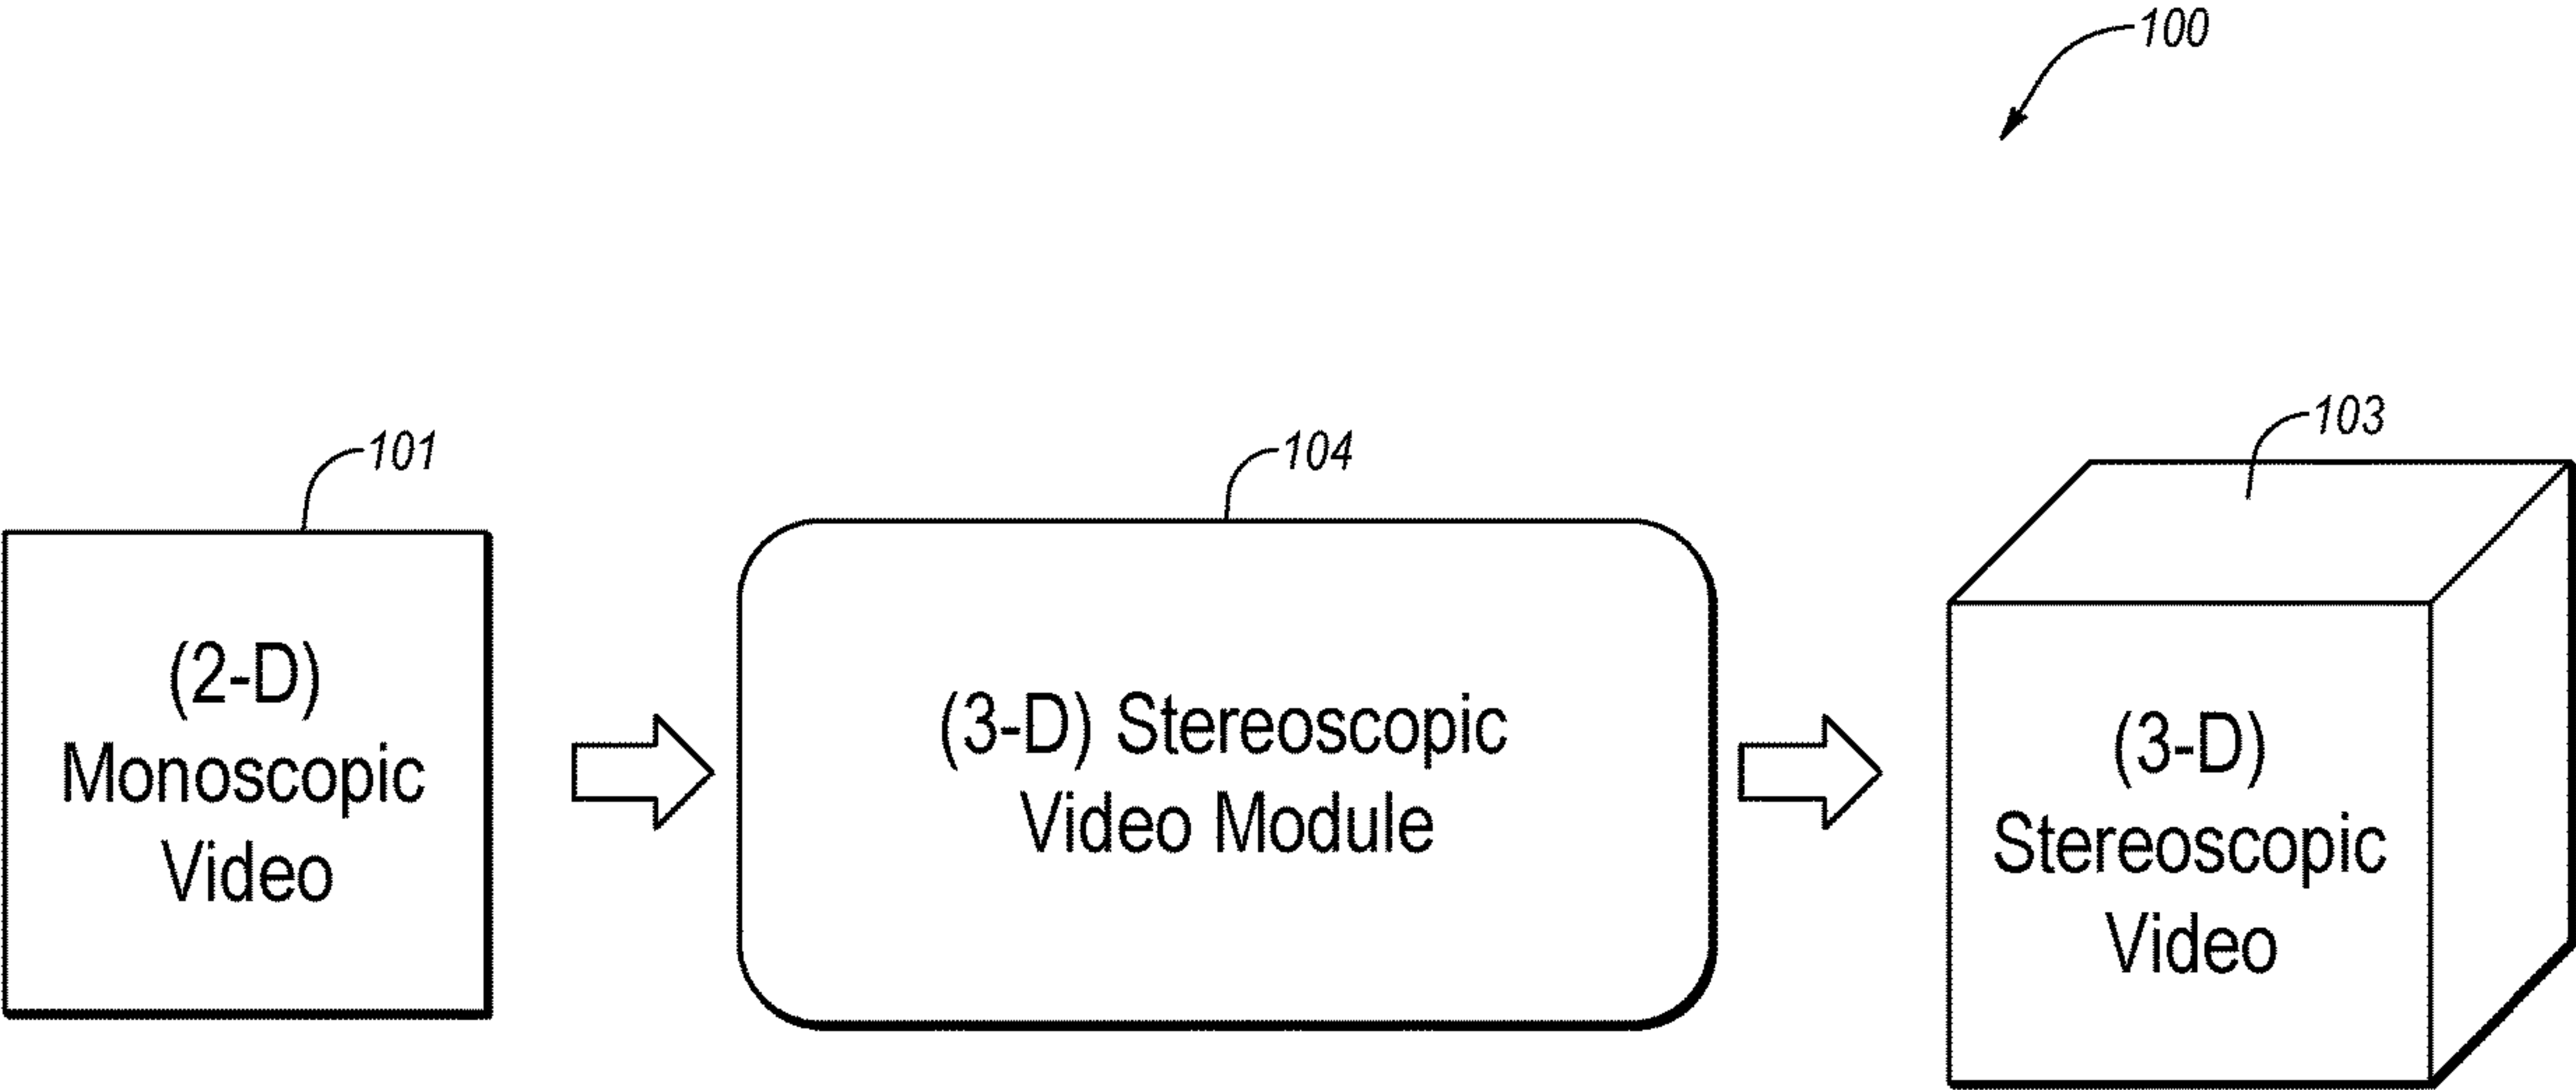 100
101
104
103
(2-D)
Monoscopic
Video
(3-D) Stereoscopic
Video Module
(3-D)
Stereoscopic
Video